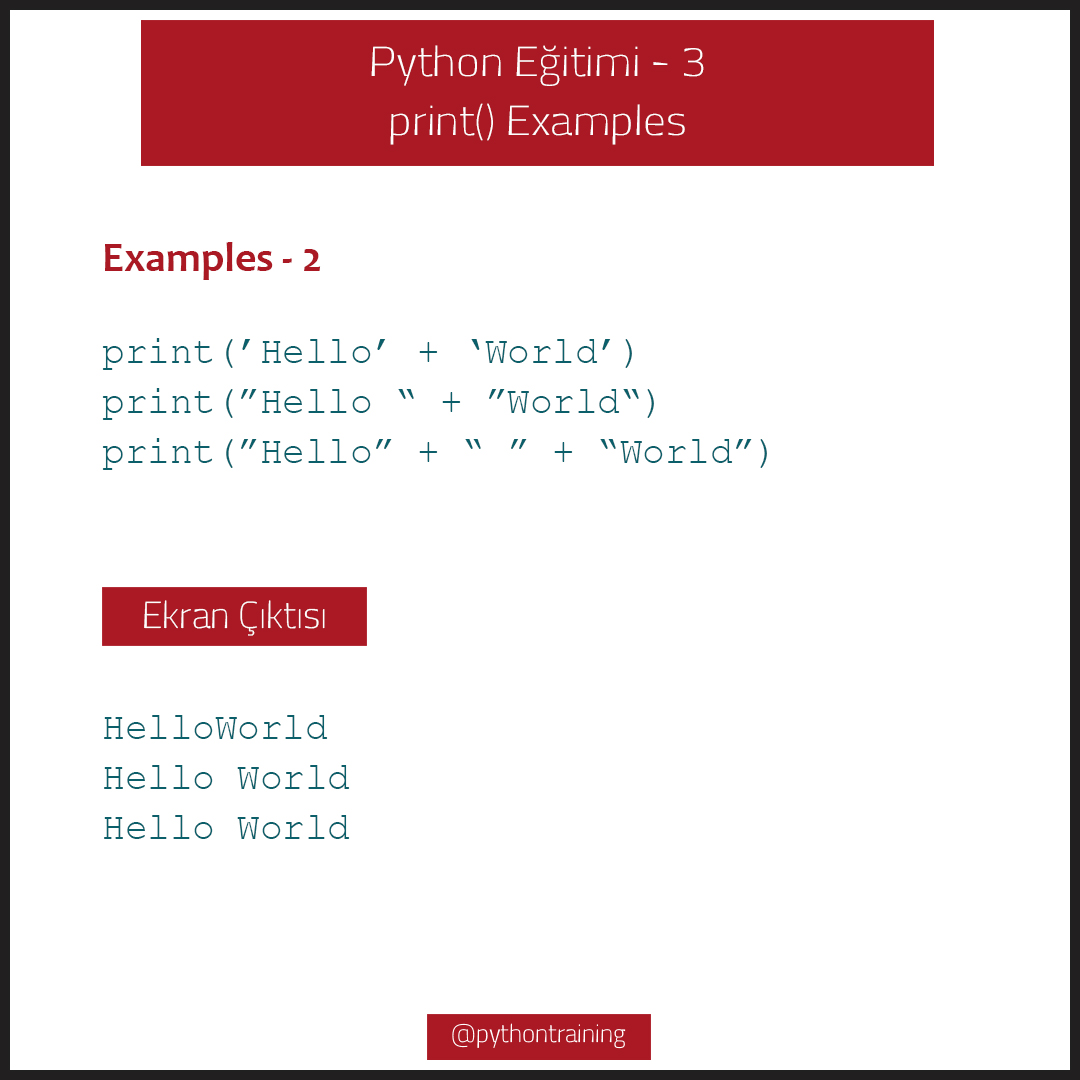 Python Eğitimi - 3
print() Examples
Examples - 2
print(’Hello’ + ‘World’)
print(”Hello “ + ”World“)
print(”Hello” + “ ” + “World”)
Ekran Çıktısı
HelloWorld
Hello World
Hello World
@pythontraining